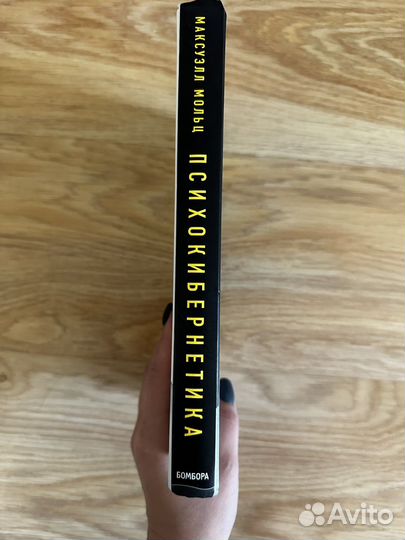 МАКСУЭЛЛ МОЛЬЦ
ПСИХОКИБЕРНЕТИКА
БОМБОРА
Avito